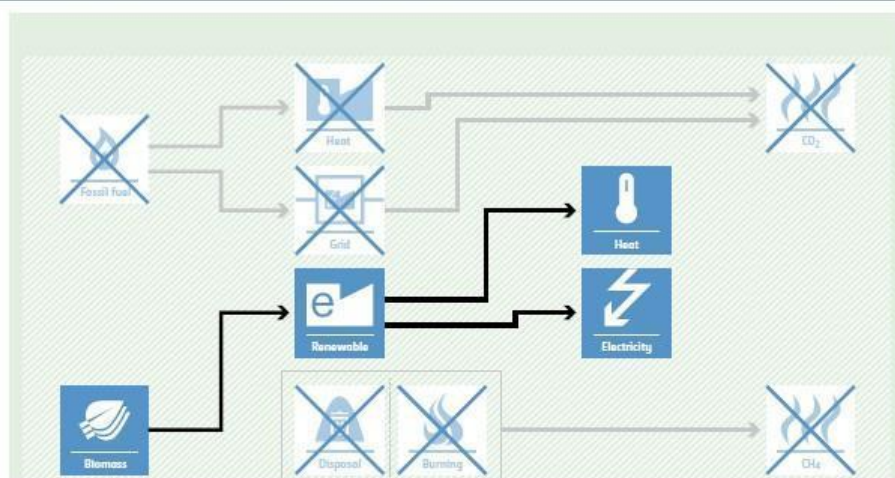 Heat
CO2
Fossil fuel
Grid
Heat
e
Renewable
Electricity
Biomass
Disposal
Burning
CH4